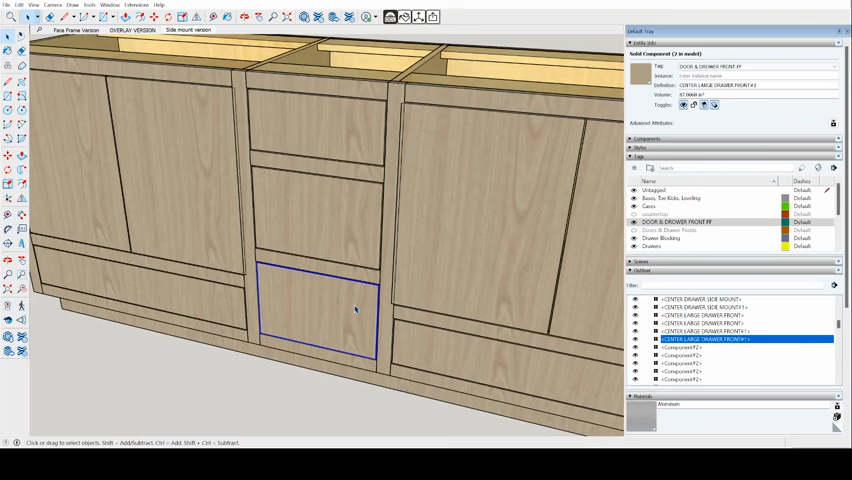 File Edit View Camera Draw Tools Window Extensions Help
Face Frame Version OVERLAY VERSION Side mount version
Default Tray
Entity Info
Solid Component (2 in model)
Tag: DOOR & DROWER FRONT FF
Instance: Enter instance name
Definition: CENTER LARGE DRAWER FRONT#1
Volume:
Toggles:
Advanced Attributes:
Components
Styles
Tags
Search
Name Dashes
Untagged Default
Bases, Toe Kicks, Leveling Default
Cases Default
countertop Default
DOOR & DROWER FRONT FF Default
Doors & Drawer Fronts Default
Drawer Blocking Default
Drawers Default
Scenes
Outliner
Filter:
<CENTER DRAWER SIDE MOUNT>
<CENTER DRAWER SIDE MOUNT#1>
<CENTER LARGE DRAWER FRONT>
<CENTER LARGE DRAWER FRONT>
<CENTER LARGE DRAWER FRONT#1>
<CENTER LARGE DRAWER FRONT#1>
<Component#2>
<Component#2>
<Component#2>
<Component#2>
<Component#2>
Materials
Aluminum
Click or drag to select objects. Shift = Add/Subtract. Ctrl = Add. Shift + Ctrl = Subtract.